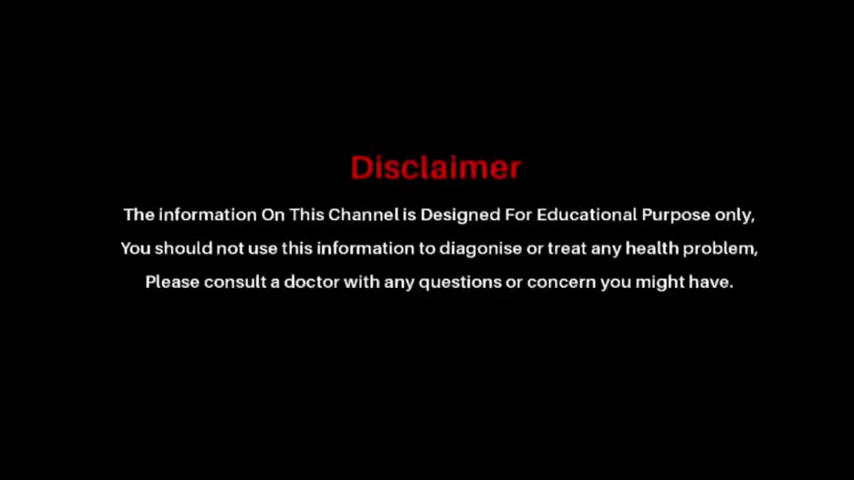 Disclaimer
The information On This Channel is Designed For Educational Purpose only,
You should not use this information to diagonise or treat any health problem,
Please consult a doctor with any questions or concern you might have.